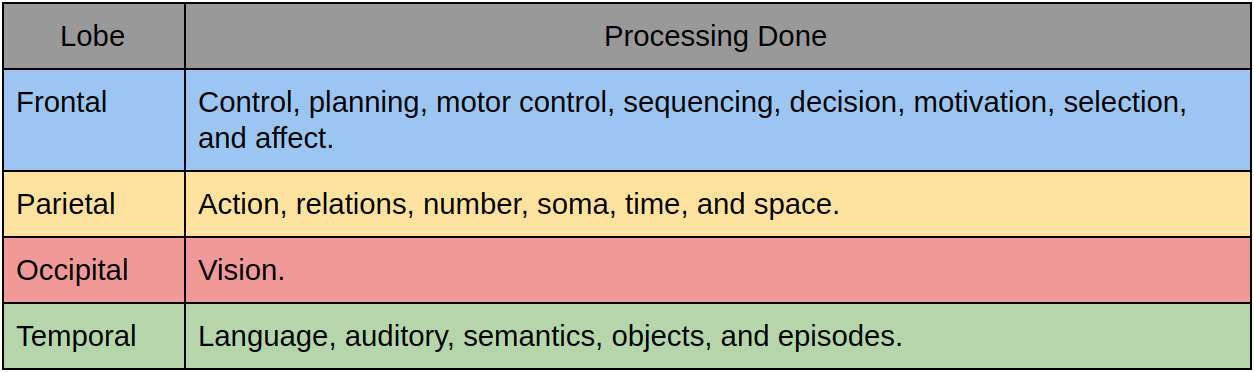 Lobe Processing Done
Frontal Control, planning, motor control, sequencing, decision, motivation, selection,
and affect.
Parietal Action, relations, number, soma, time, and space.
Occipital Vision.
Temporal Language, auditory, semantics, objects, and episodes.